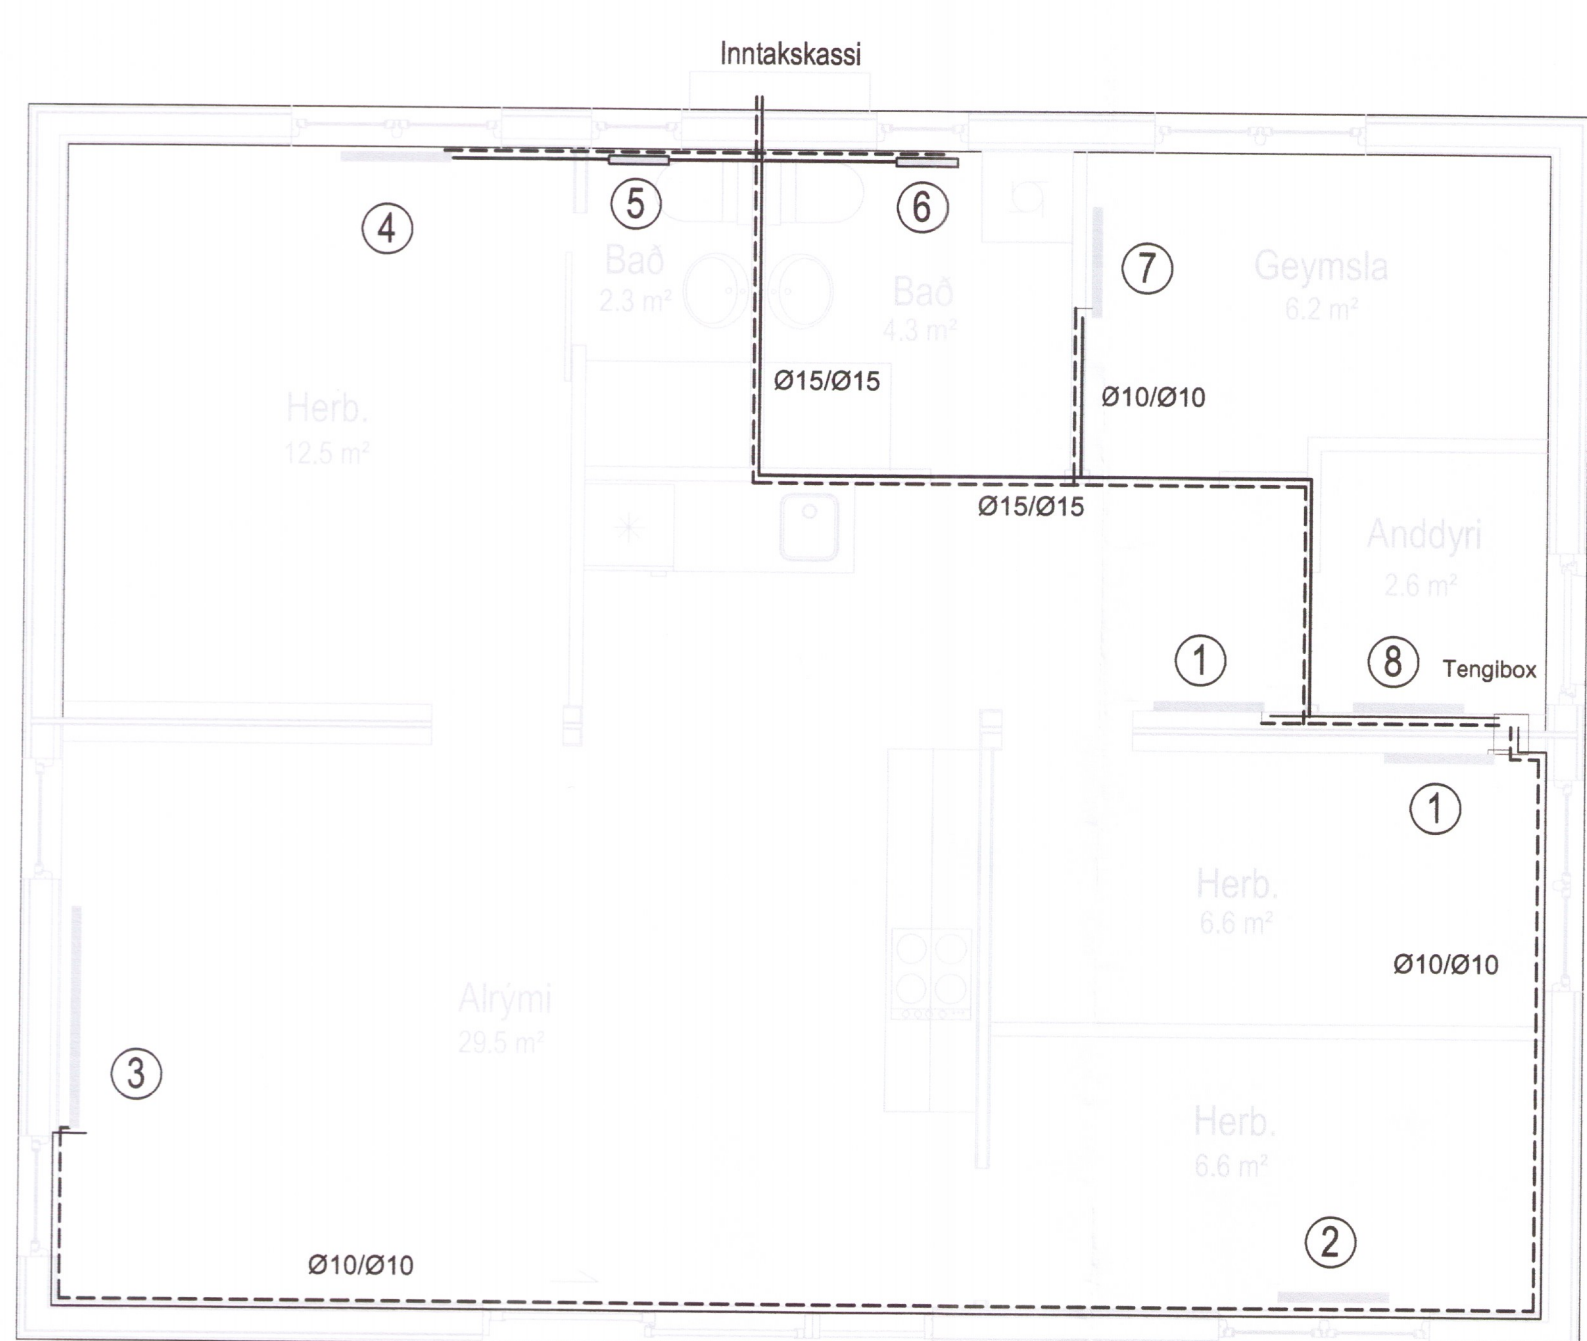 Inntakskassi
4
5
6
7
Bað
2.3 m²
Bað
4.3 m²
Geymsla
6.2 m²
Ø15/Ø15
Ø10/Ø10
Herb.
12.5 m²
Ø15/Ø15
Anddyri
2.6 m²
1
8
Tengibox
1
Herb.
6.6 m²
Ø10/Ø10
Alrými
29.5 m²
3
Herb.
6.6 m²
2
Ø10/Ø10